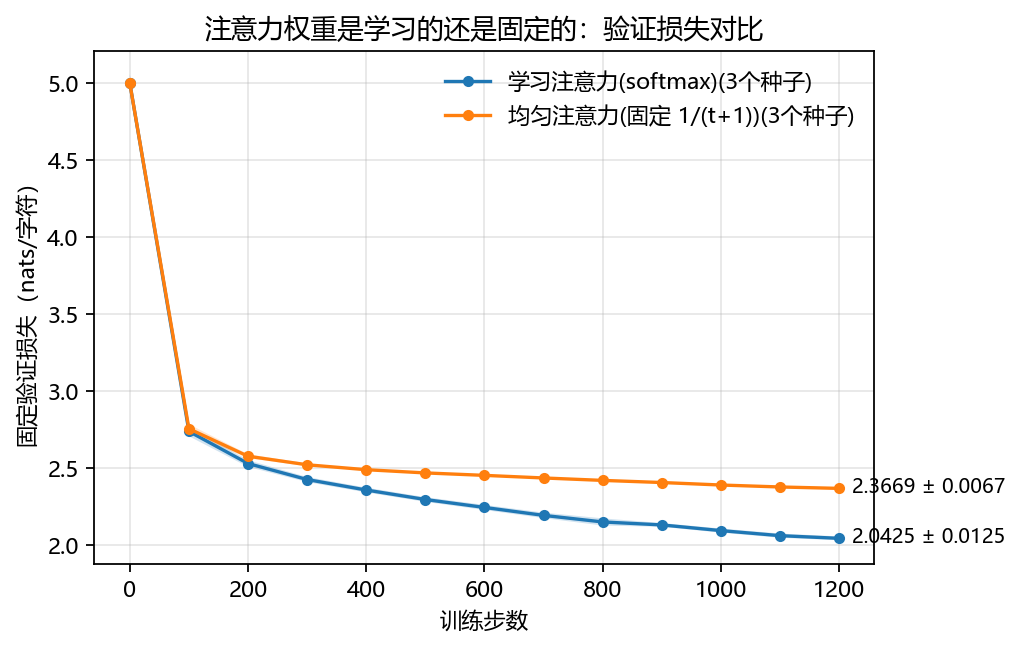 注意力权重是学习的还是固定的：验证损失对比
学习注意力(softmax)(3个种子)
均匀注意力(固定 1/(t+1))(3个种子)
固定验证损失（nats/字符）
5.0
4.5
4.0
3.5
3.0
2.5
2.0
2.3669 ± 0.0067
2.0425 ± 0.0125
0 200 400 600 800 1000 1200
训练步数